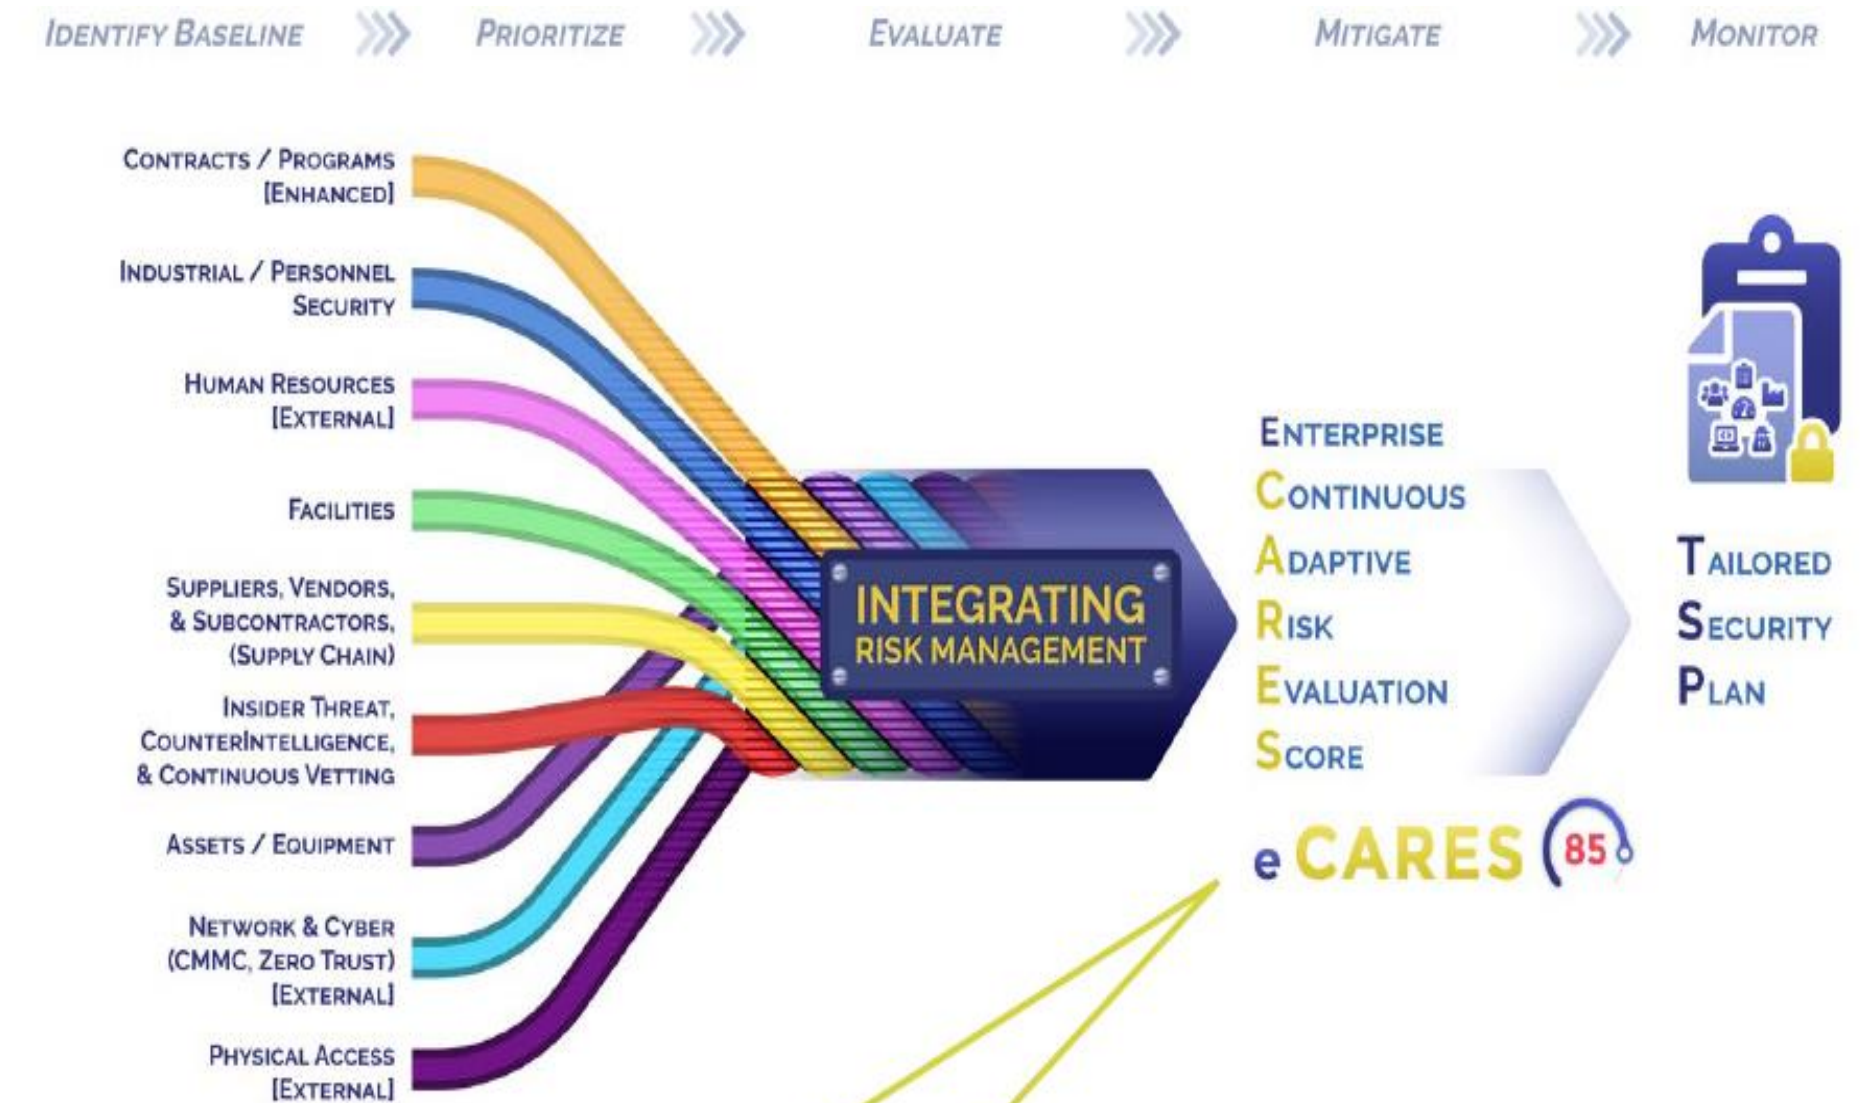 IDENTIFY BASELINE
PRIORITIZE
EVALUATE
MITIGATE
MONITOR
CONTRACTS / PROGRAMS
[ENHANCED]
INDUSTRIAL / PERSONNEL
SECURITY
HUMAN RESOURCES
[EXTERNAL]
FACILITIES
SUPPLIERS, VENDORS,
& SUBCONTRACTORS,
(SUPPLY CHAIN)
INSIDER THREAT,
COUNTERINTELLIGENCE,
& CONTINUOUS VETTING
ASSETS / EQUIPMENT
NETWORK & CYBER
(CMMC, ZERO TRUST)
[EXTERNAL]
PHYSICAL ACCESS
[EXTERNAL]
INTEGRATING
RISK MANAGEMENT
ENTERPRISE
CONTINUOUS
ADAPTIVE
RISK
EVALUATION
SCORE
e CARES 85
TAILORED
SECURITY
PLAN